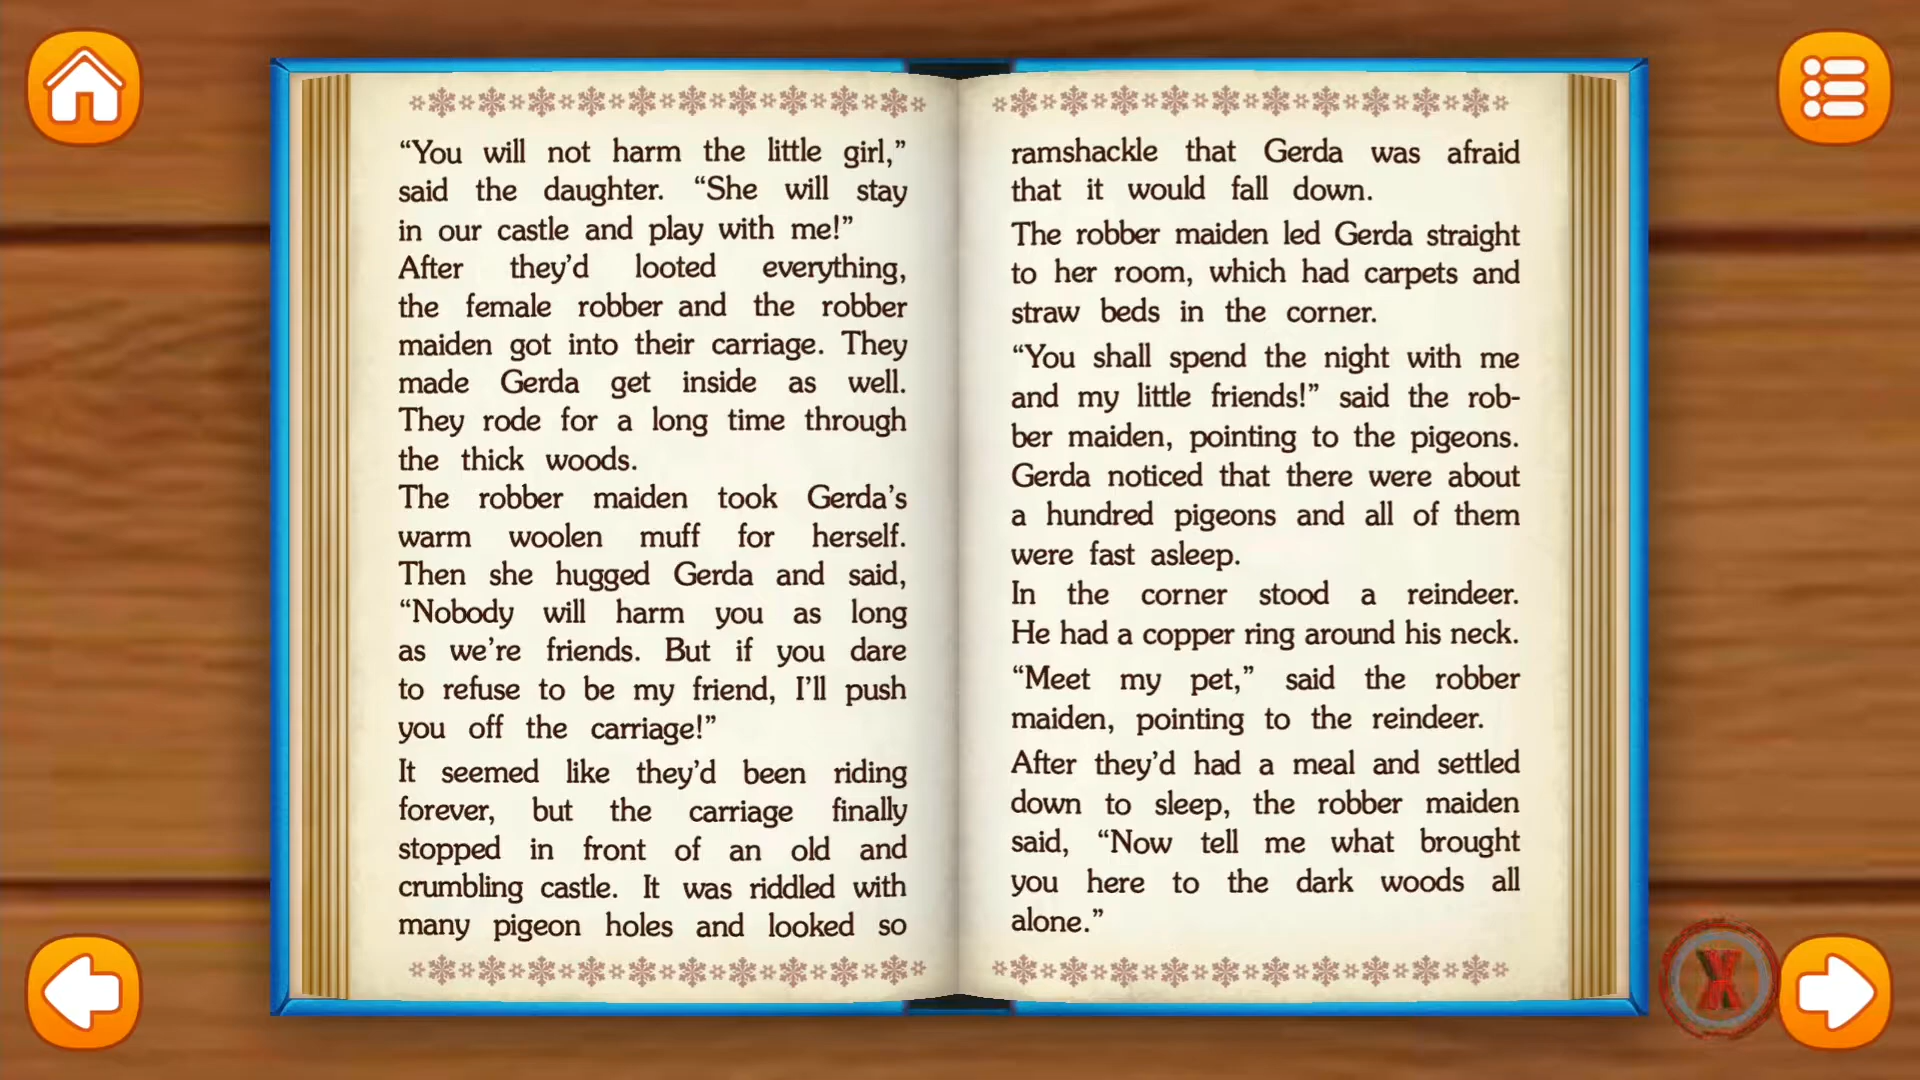 “You will not harm the little girl,”
said the daughter. “She will stay
in our castle and play with me!”
After they’d looted everything,
the female robber and the robber
maiden got into their carriage. They
made Gerda get inside as well.
They rode for a long time through
the thick woods.
The robber maiden took Gerda’s
warm woolen muff for herself.
Then she hugged Gerda and said,
“Nobody will harm you as long
as we’re friends. But if you dare
to refuse to be my friend, I’ll push
you off the carriage!”
It seemed like they’d been riding
forever, but the carriage finally
stopped in front of an old and
crumbling castle. It was riddled with
many pigeon holes and looked so
ramshackle that Gerda was afraid
that it would fall down.
The robber maiden led Gerda straight
to her room, which had carpets and
straw beds in the corner.
“You shall spend the night with me
and my little friends!” said the rob-
ber maiden, pointing to the pigeons.
Gerda noticed that there were about
a hundred pigeons and all of them
were fast asleep.
In the corner stood a reindeer.
He had a copper ring around his neck.
“Meet my pet,” said the robber
maiden, pointing to the reindeer.
After they’d had a meal and settled
down to sleep, the robber maiden
said, “Now tell me what brought
you here to the dark woods all
alone.”